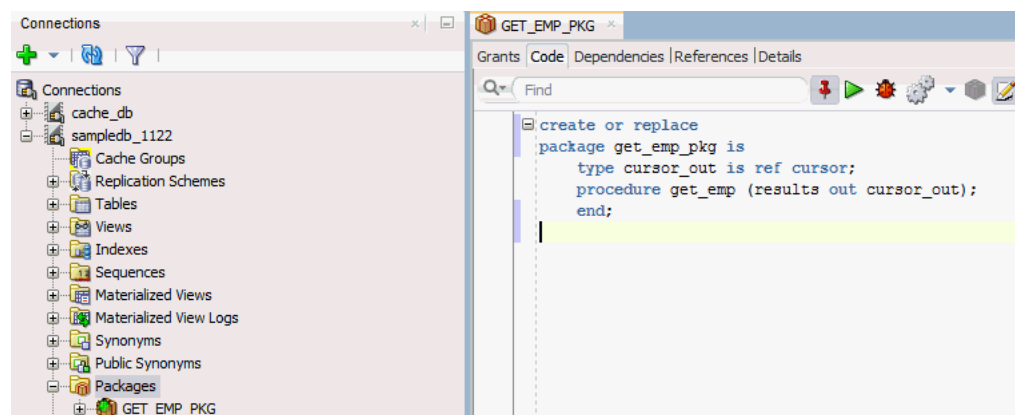 Connections
Connections
cache_db
sampledb_1122
Cache Groups
Replication Schemes
Tables
Views
Indexes
Sequences
Materialized Views
Materialized View Logs
Synonyms
Public Synonyms
Packages
GET_EMP_PKG
GET_EMP_PKG
Grants Code Dependencies |References |Details
Find
create or replace
package get_emp_pkg is
type cursor_out is ref cursor;
procedure get_emp (results out cursor_out);
end;